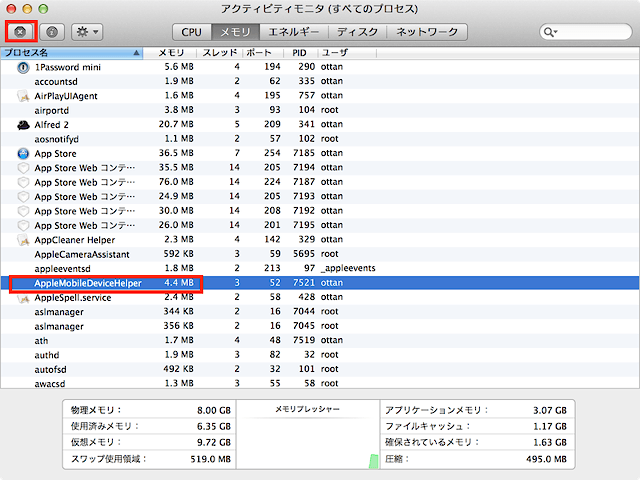 アクティビティモニタ (すべてのプロセス)
CPU メモリ エネルギー ディスク ネットワーク
プロセス名 メモリ スレッド ポート PID ユーザ
1Password mini 5.6 MB 4 194 290 ottan
accountsd 1.9 MB 2 62 335 ottan
AirPlayUIAgent 1.6 MB 4 195 757 ottan
airportd 3.8 MB 3 93 104 root
Alfred 2 20.7 MB 5 209 341 ottan
aosnotifyd 1.1 MB 2 57 102 root
App Store 36.5 MB 7 254 7185 ottan
App Store Web コンテ… 35.5 MB 14 205 7194 ottan
App Store Web コンテ… 76.0 MB 14 224 7187 ottan
App Store Web コンテ… 24.9 MB 14 205 7193 ottan
App Store Web コンテ… 30.0 MB 14 208 7192 ottan
App Store Web コンテ… 26.0 MB 14 201 7195 ottan
AppCleaner Helper 2.3 MB 4 142 329 ottan
AppleCameraAssistant 592 KB 3 59 5695 root
appleeventsd 1.8 MB 2 213 97 _appleevents
AppleMobileDeviceHelper 4.4 MB 3 52 7521 ottan
AppleSpell.service 2.4 MB 2 58 428 ottan
aslmanager 344 KB 2 16 7044 root
aslmanager 356 KB 2 16 7045 root
ath 1.7 MB 4 48 7519 ottan
authd 1.9 MB 3 82 32 root
autofsd 492 KB 2 32 101 root
awacsd 1.3 MB 3 55 58 root
物理メモリ： 8.00 GB メモリプレッシャー アプリケーションメモリ： 3.07 GB
使用済みメモリ： 6.35 GB ファイルキャッシュ： 1.17 GB
仮想メモリ： 9.72 GB 確保されているメモリ： 1.63 GB
スワップ使用領域： 519.0 MB 圧縮： 495.0 MB